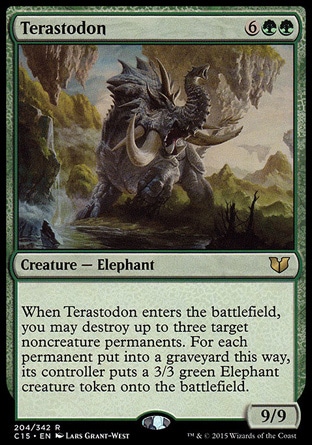 Terastodon 6
Creature — Elephant
When Terastodon enters the battlefield,
you may destroy up to three target
noncreature permanents. For each
permanent put into a graveyard this way,
its controller puts a 3/3 green Elephant
creature token onto the battlefield.
9/9
204/342 R
C15 • EN Lars Grant-West
™ & © 2015 Wizards of the Coast